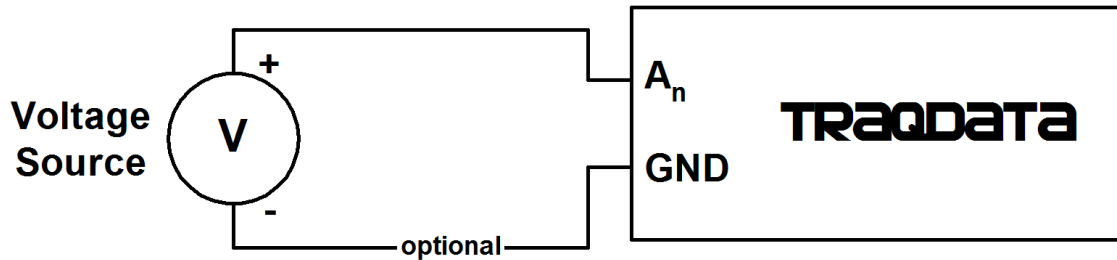 +
An
Voltage
Source
V
TRaQDaTa
GND
-
optional